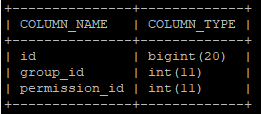 +---------------+-------------+
| COLUMN_NAME   | COLUMN_TYPE |
+---------------+-------------+
| id            | bigint(20)  |
| group_id      | int(11)     |
| permission_id | int(11)     |
+---------------+-------------+